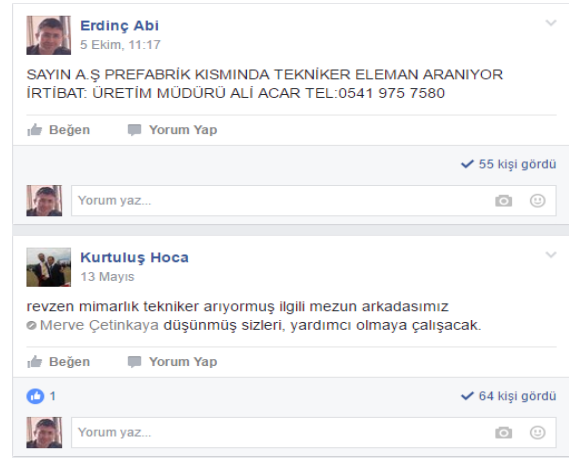 Erdinç Abi
5 Ekim, 11:17
SAYIN A.Ş PREFABRİK KISMINDA TEKNİKER ELEMAN ARANIYOR
İRTİBAT: ÜRETİM MÜDÜRÜ ALİ ACAR TEL:0541 975 7580
Beğen Yorum Yap
55 kişi gördü
Yorum yaz...
Kurtuluş Hoca
13 Mayıs
revzen mimarlık tekniker arıyormuş ilgili mezun arkadasımız
Merve Çetinkaya düşünmüş sizleri, yardımcı olmaya çalışacak.
Beğen Yorum Yap
1
64 kişi gördü
Yorum yaz...